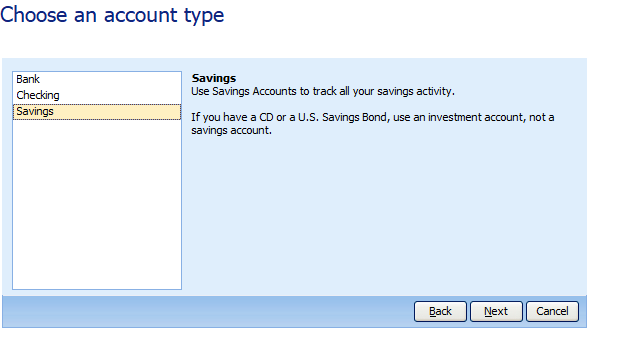 Choose an account type
Bank
Checking
Savings
Savings
Use Savings Accounts to track all your savings activity.
If you have a CD or a U.S. Savings Bond, use an investment account, not a
savings account.
Back
Next
Cancel